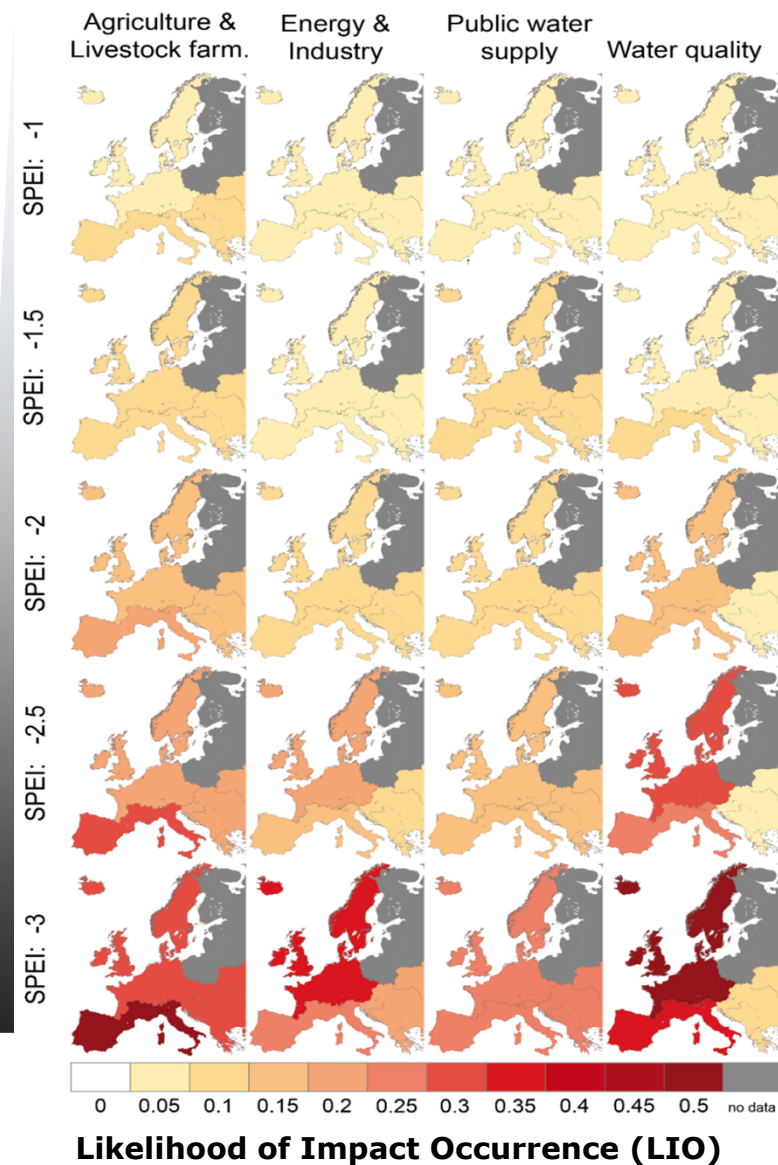 Agriculture &
Livestock farm.
Energy &
Industry
Public water
supply
Water quality
SPEI: -1
SPEI: -1.5
SPEI: -2
SPEI: -2.5
SPEI: -3
0 0.05 0.1 0.15 0.2 0.25 0.3 0.35 0.4 0.45 0.5 no data
Likelihood of Impact Occurrence (LIO)